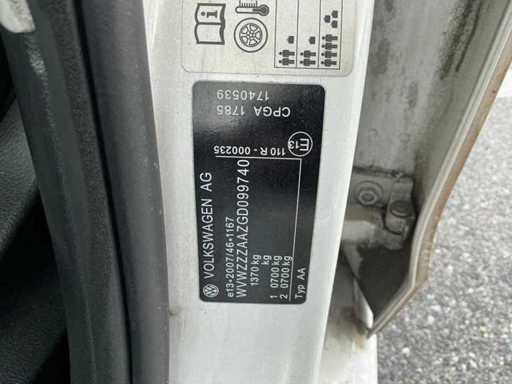 VOLKSWAGEN AG
e13*2007/46*1167
WVWZZZAAZGD099740
1370 kg
kg
1 0700 kg
2 0700 kg
Typ AA
E13
110 R - 000235
CPGA 1785
1740539